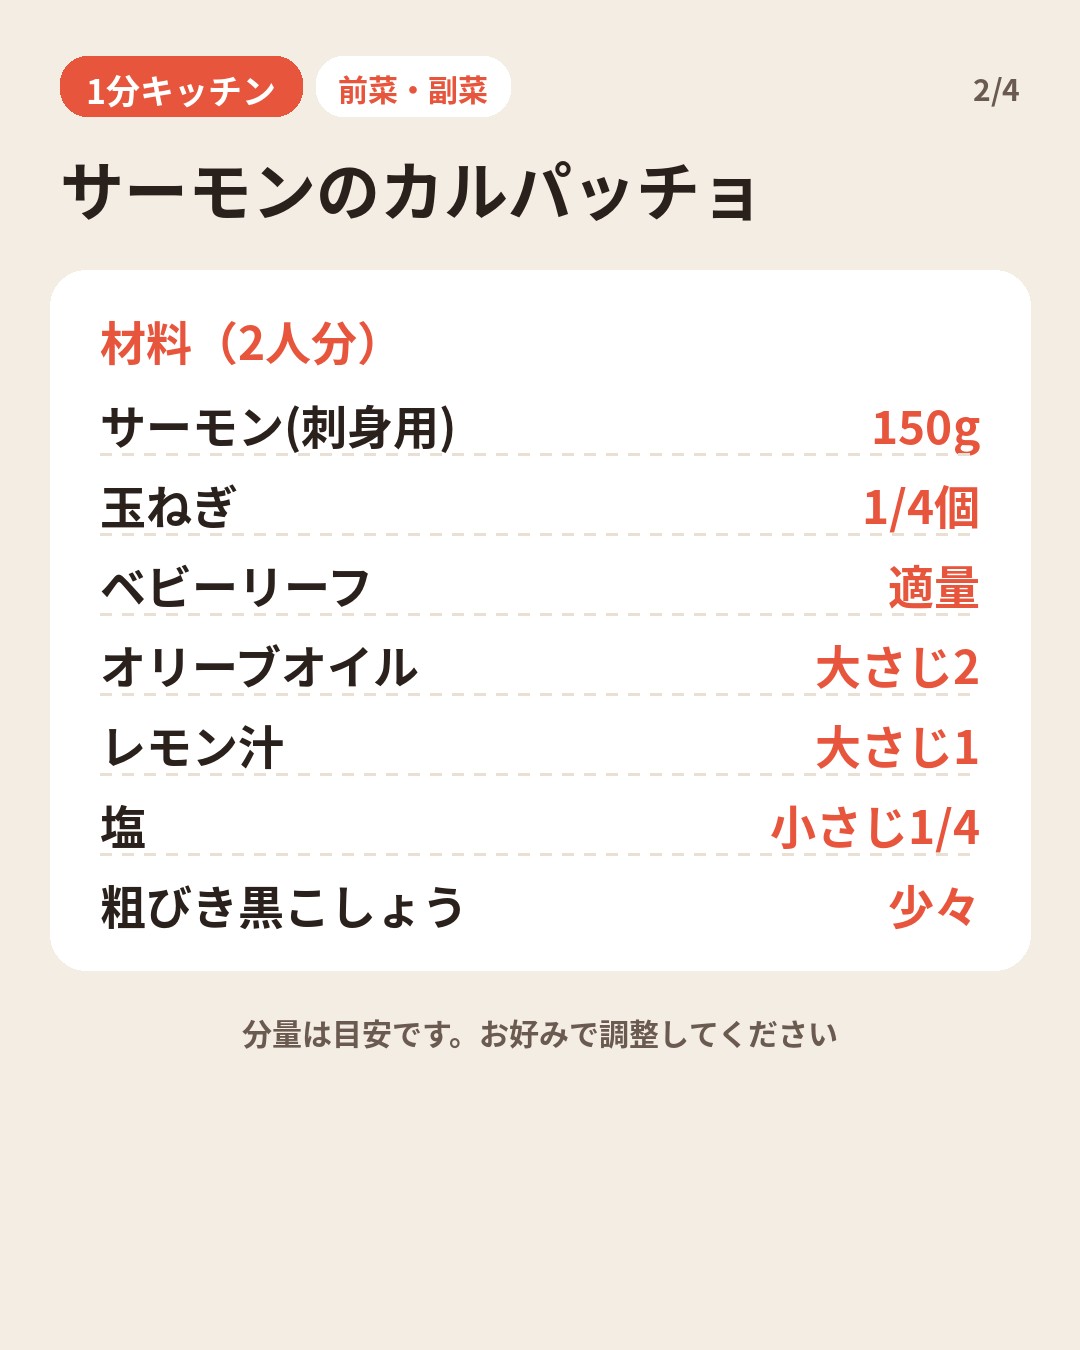 1分キッチン 前菜・副菜 2/4
サーモンのカルパッチョ
材料（2人分）
サーモン(刺身用) 150g
玉ねぎ 1/4個
ベビーリーフ 適量
オリーブオイル 大さじ2
レモン汁 大さじ1
塩 小さじ1/4
粗びき黒こしょう 少々
分量は目安です。お好みで調整してください